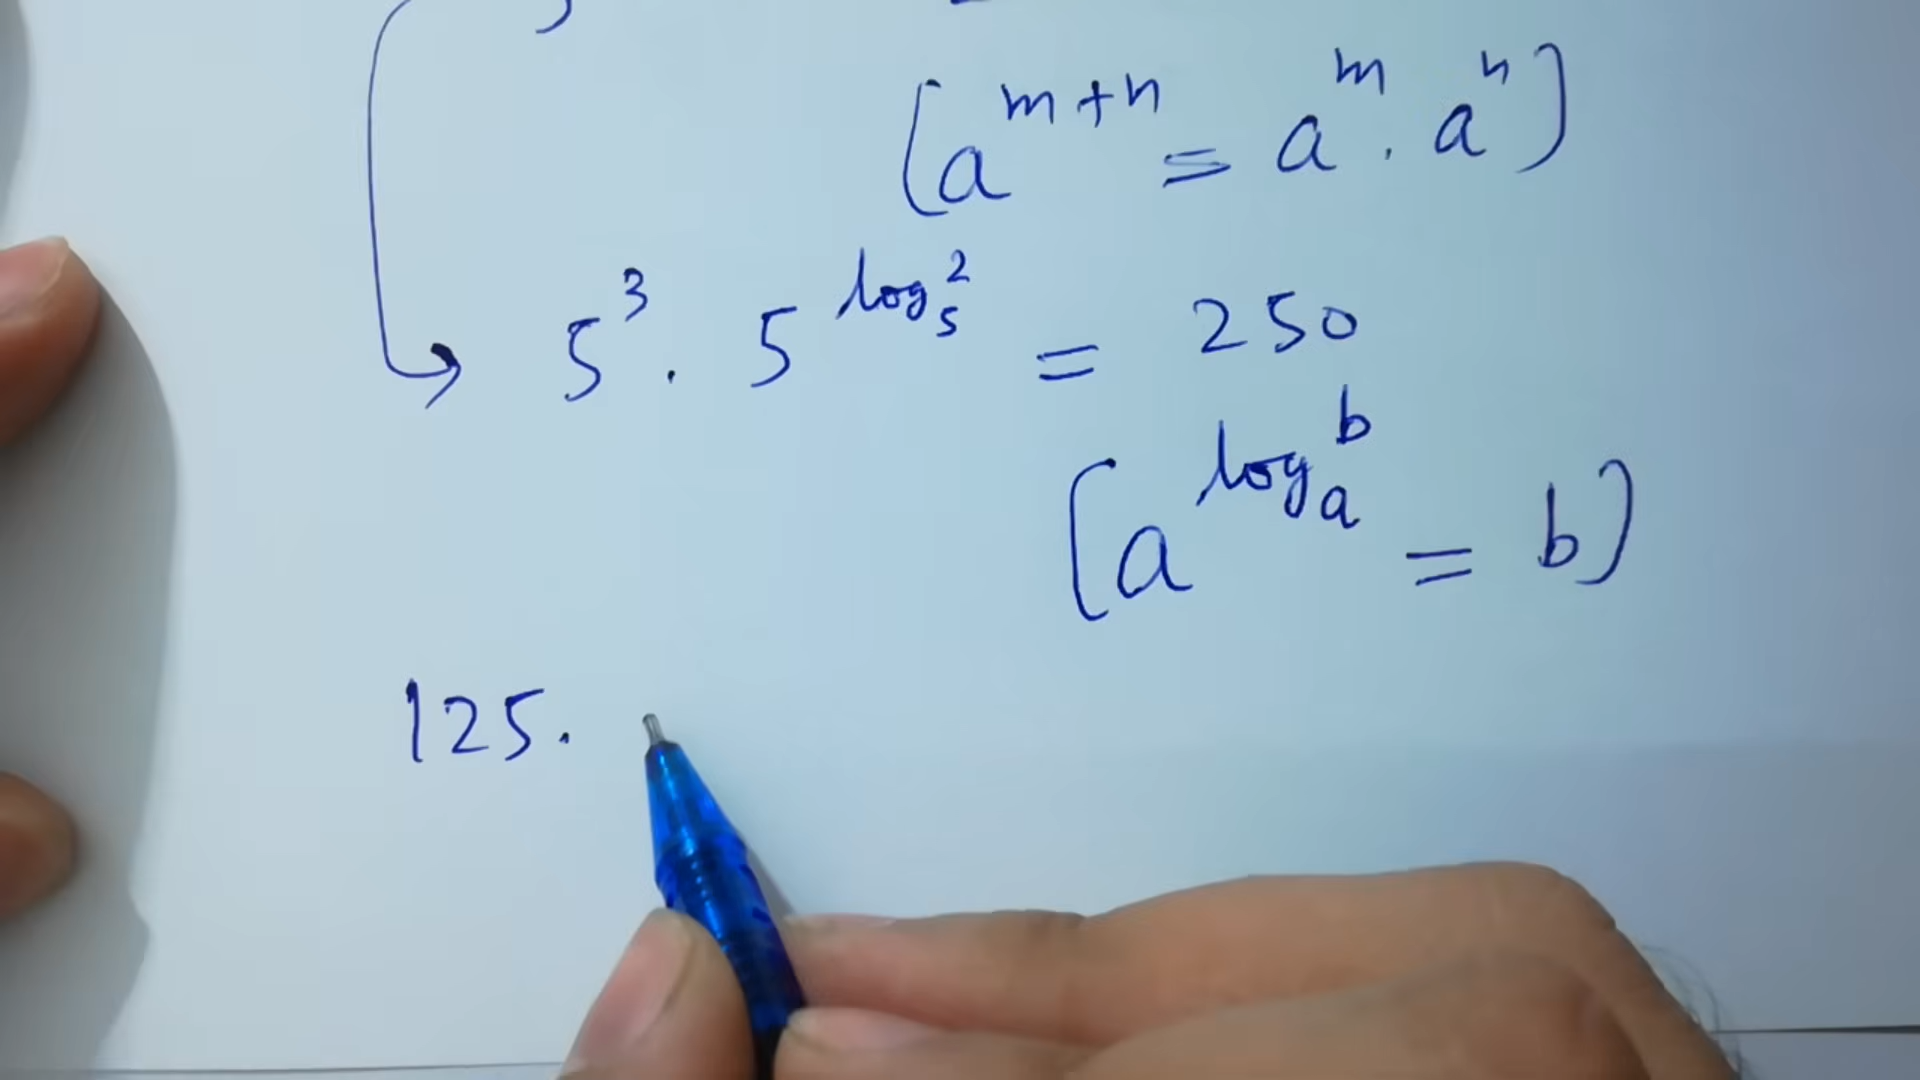 [a^{m+n} = a^m . a^n]
5^3 . 5^{log_5^2} = 250
[a^{log_a^b} = b]
125.